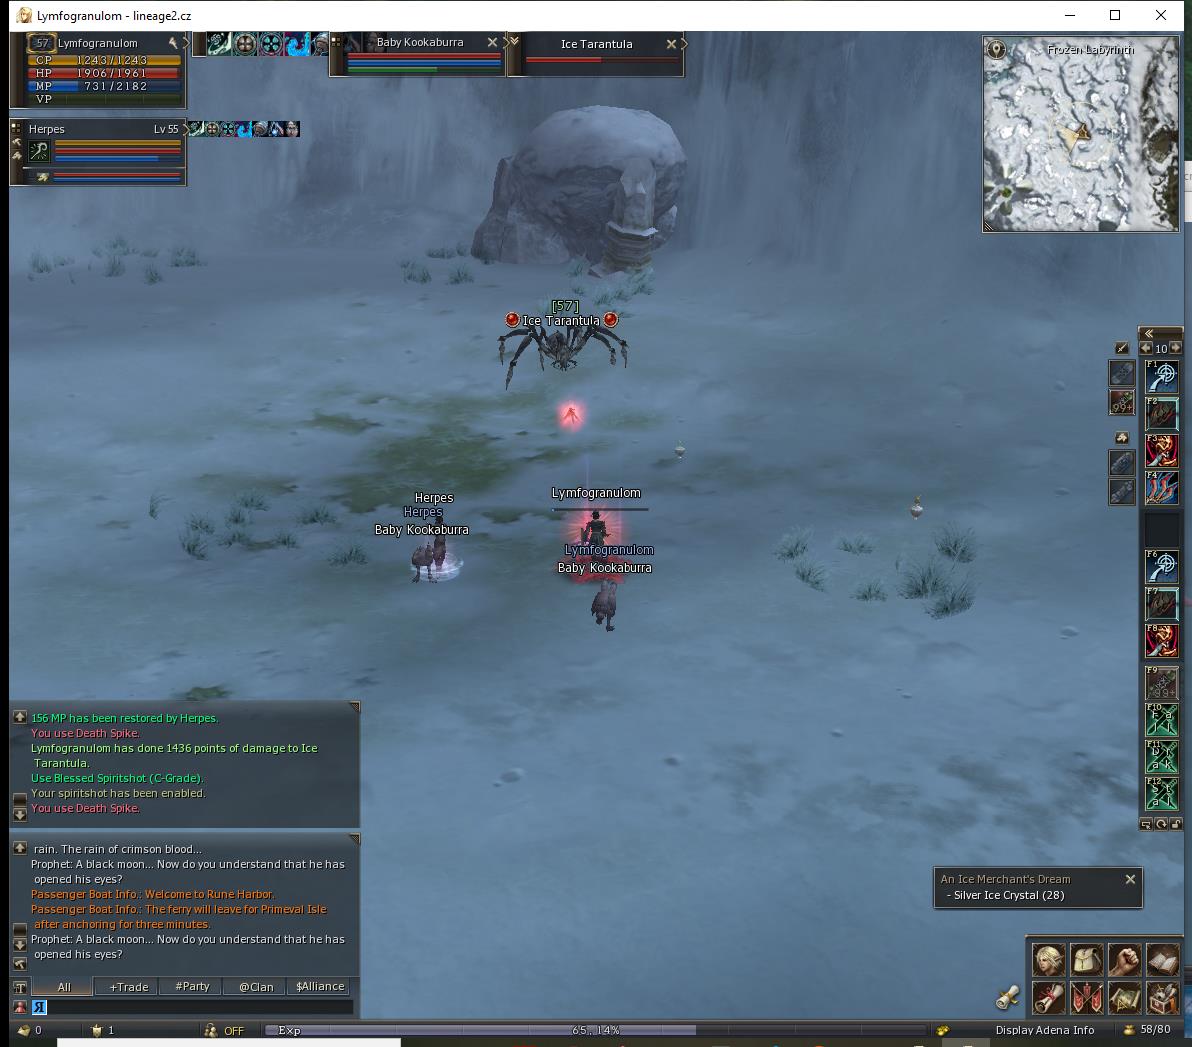 Lymfogranulom - lineage2.cz
57 Lymfogranulom
CP 1243/1243
HP 1906/1961
MP 731/2182
VP
Baby Kookaburra
Ice Tarantula
Frozen Labyrinth
Herpes Lv 55
[57]
Ice Tarantula
Herpes
Herpes
Baby Kookaburra
Lymfogranulom
Lymfogranulom
Baby Kookaburra
10
F1
F2
99+
F3
F4
F6
F7
F8
F9
99+
F10
F11
F12
156 MP has been restored by Herpes.
You use Death Spike.
Lymfogranulom has done 1436 points of damage to Ice
Tarantula.
Use Blessed Spiritshot (C-Grade).
Your spiritshot has been enabled.
You use Death Spike.
rain. The rain of crimson blood...
Prophet: A black moon... Now do you understand that he has
opened his eyes?
Passenger Boat Info.: Welcome to Rune Harbor.
Passenger Boat Info.: The ferry will leave for Primeval Isle
after anchoring for three minutes.
Prophet: A black moon... Now do you understand that he has
opened his eyes?
All +Trade #Party @Clan $Alliance
An Ice Merchant's Dream
- Silver Ice Crystal (28)
0 1 OFF Exp 65.14% Display Adena Info 58/80